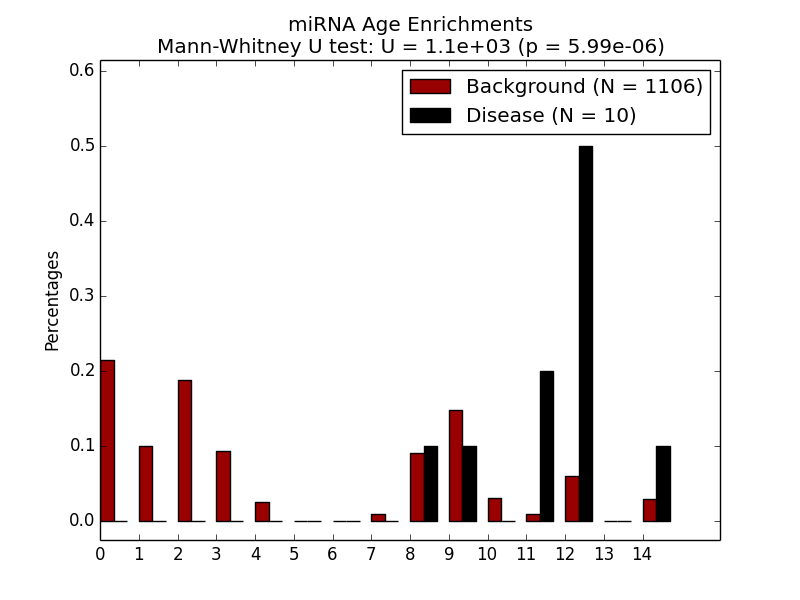 miRNA Age Enrichments
Mann-Whitney U test: U = 1.1e+03 (p = 5.99e-06)
Background (N = 1106)
Disease (N = 10)
Percentages
0.6
0.5
0.4
0.3
0.2
0.1
0.0
0 1 2 3 4 5 6 7 8 9 10 11 12 13 14